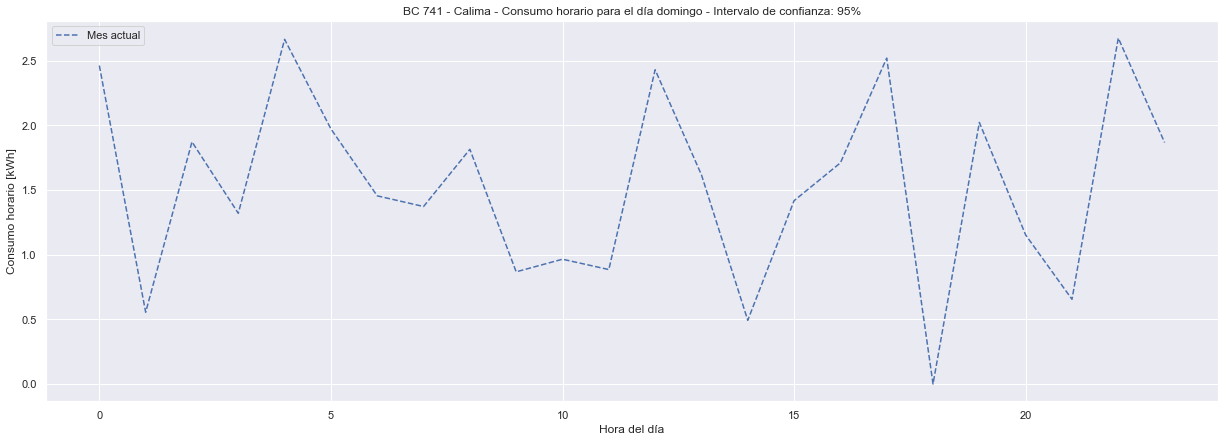 BC 741 - Calima - Consumo horario para el día domingo - Intervalo de confianza: 95%
Mes actual
Consumo horario [kWh]
2.5
2.0
1.5
1.0
0.5
0.0
0 5 10 15 20
Hora del día